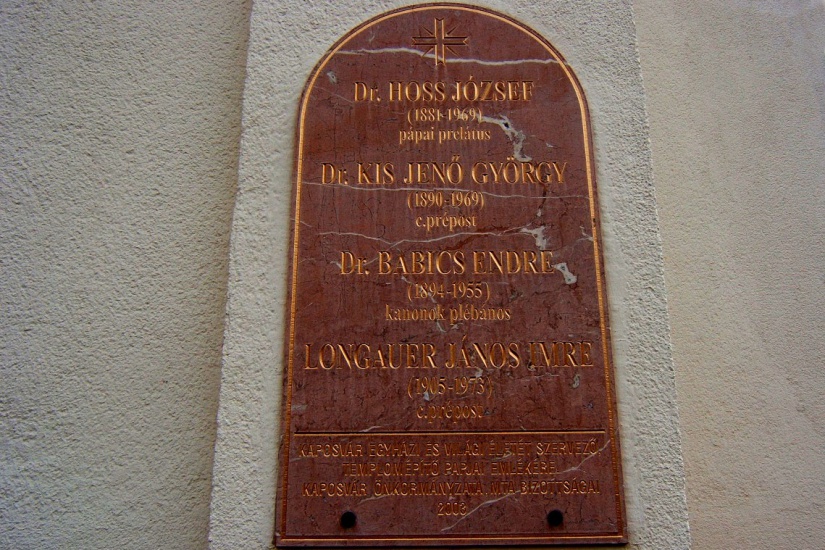 Dr. HOSS JÓZSEF
(1881-1969)
pápai prelátus
Dr. KIS JENŐ GYÖRGY
(1890-1969)
c.prépost
Dr. BABICS ENDRE
(1894-1955)
kanonok plébános
LONGAUER JÁNOS IMRE
(1905-1973)
c.prépost
KAPOSVÁR EGYHÁZI ÉS VILÁGI ÉLETÉT SZERVEZŐ
TEMPLOMÉPÍTŐ PAPJAI EMLÉKÉRE
KAPOSVÁR ÖNKORMÁNYZATA MTA BIZOTTSÁGAI